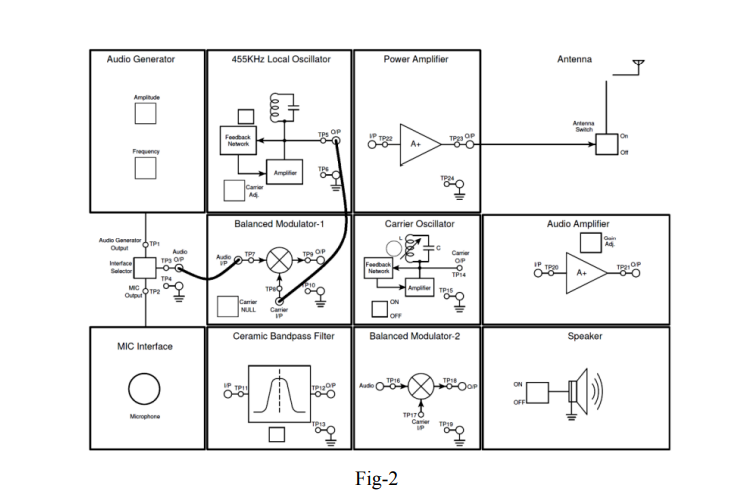 Audio Generator
Amplitude
Frequency
455KHz Local Oscillator
TP5 O/P
Feedback
Network
TP6
Amplifier
Carrier
Adj.
Power Amplifier
I/P TP22
A+
TP23 O/P
TP24
Antenna
Antenna
Switch
On
Off
Audio Generator
Output
TP1
Interface
Selector
Audio
TP3 O/P
TP4
MIC
Output
TP2
Balanced Modulator-1
Audio
I/P
TP7
TP9 O/P
TP8
TP10
Carrier
NULL
Carrier
I/P
Carrier Oscillator
L
C
Feedback
Network
Carrier
O/P
TP14
Amplifier
TP15
ON
OFF
Audio Amplifier
Gain
Adj.
I/P
TP20
A+
TP21 O/P
MIC Interface
Microphone
Ceramic Bandpass Filter
I/P
TP11
TP12 O/P
TP13
Balanced Modulator-2
Audio
TP16
TP18
O/P
TP17
Carrier
I/P
TP19
Speaker
ON
OFF
Fig-2